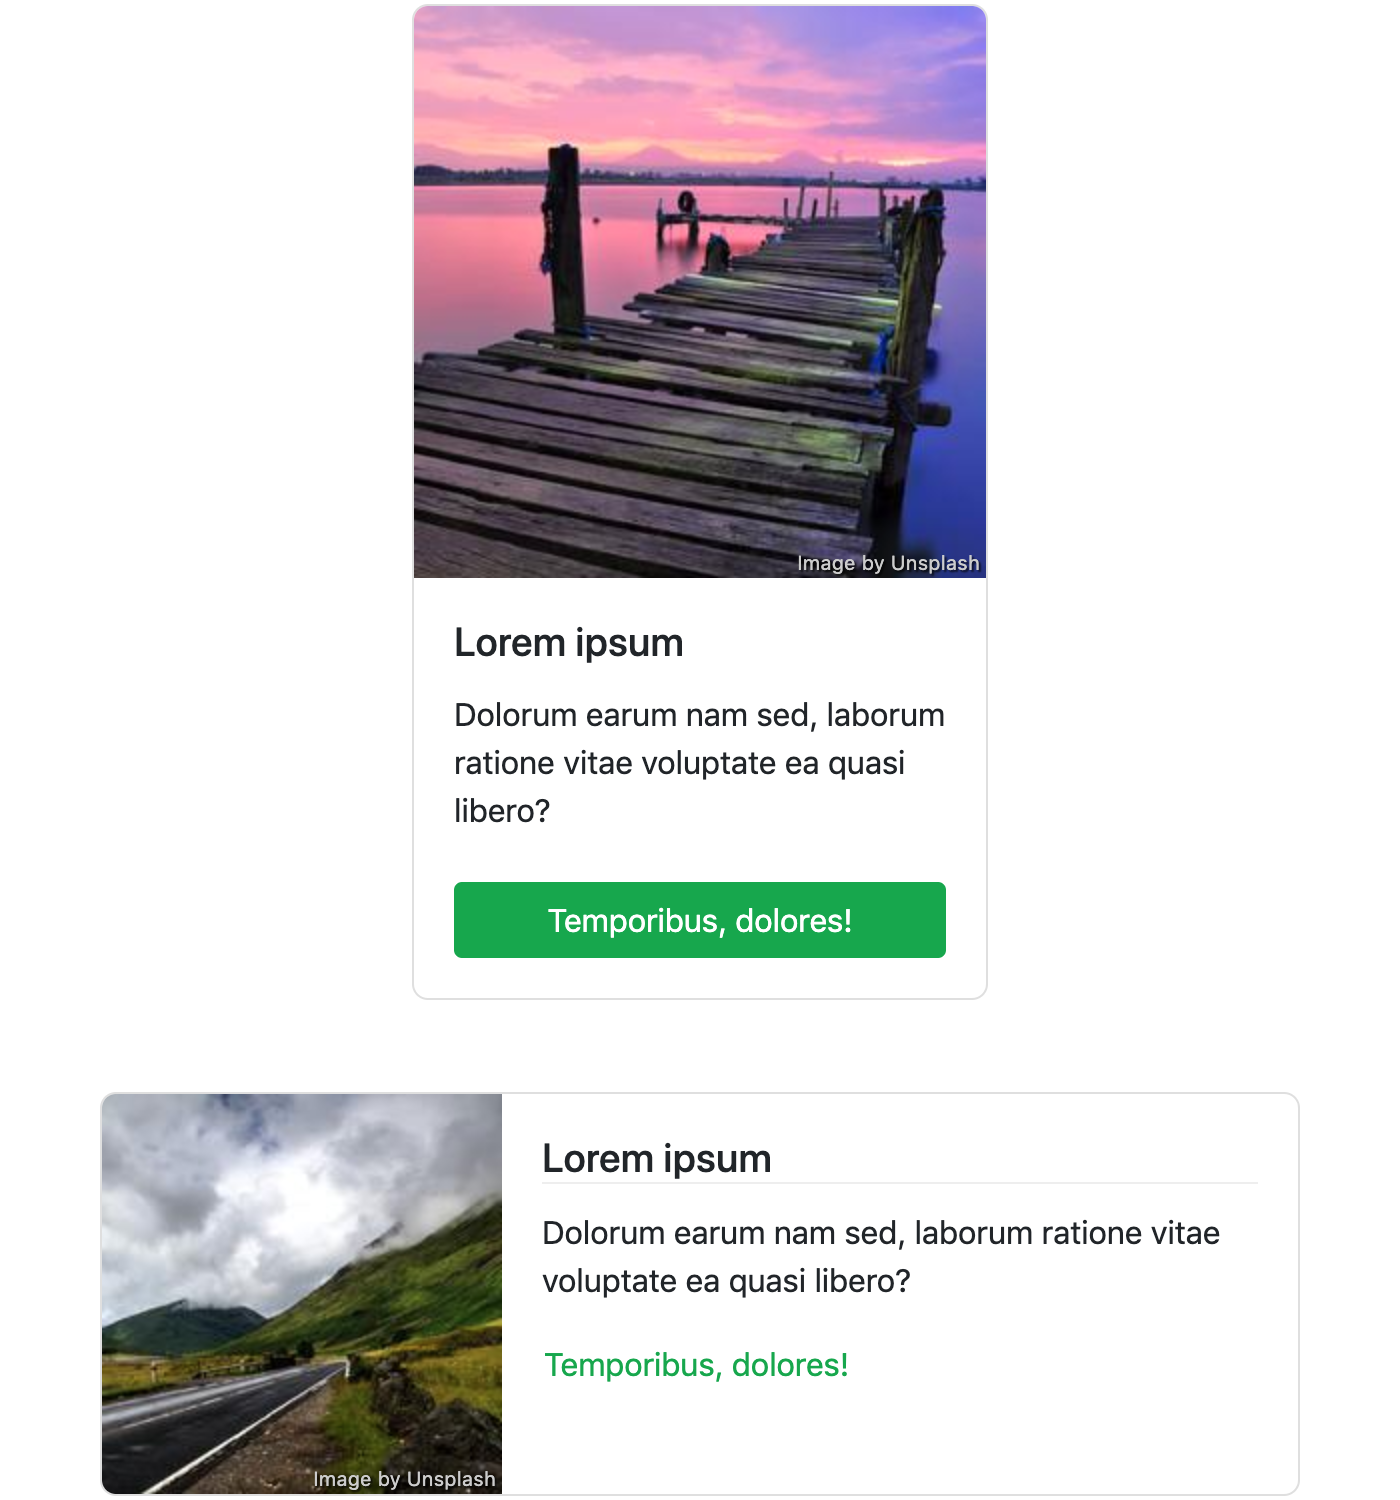 Image by Unsplash
Lorem ipsum
Dolorum earum nam sed, laborum
ratione vitae voluptate ea quasi
libero?
Temporibus, dolores!
Image by Unsplash
Lorem ipsum
Dolorum earum nam sed, laborum ratione vitae
voluptate ea quasi libero?
Temporibus, dolores!